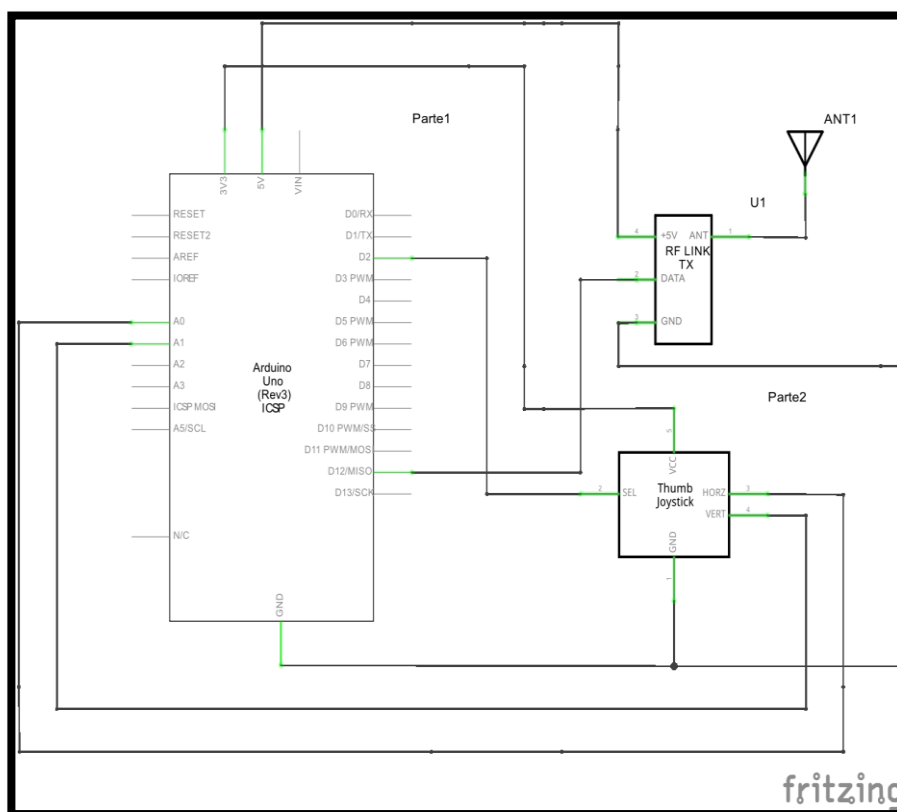 Parte1
ANT1
3V3
5V
VIN
U1
RESET
RESET2
AREF
IOREF
A0
A1
A2
A3
ICSP MOSI
A5/SCL
N/C
D0/RX
D1/TX
D2
D3 PWM
D4
D5 PWM
D6 PWM
D7
D8
D9 PWM
D10 PWM/SS
D11 PWM/MOS
D12/MISO
D13/SCK
Arduino
Uno
(Rev3)
ICSP
GND
4
+5V
ANT
1
RF LINK
TX
2
DATA
3
GND
Parte2
5
VCC
2
SEL
Thumb
Joystick
HORZ
3
VERT
4
GND
1
fritzing